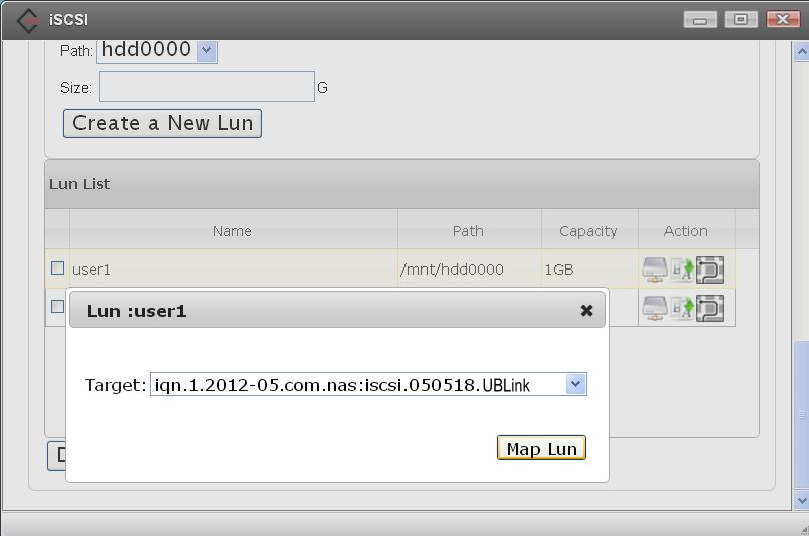 iSCSI
Path: hdd0000
Size: G
Create a New Lun
Lun List
Name Path Capacity Action
user1 /mnt/hdd0000 1GB
Lun :user1
Target: iqn.1.2012-05.com.nas:iscsi.050518.UBLink
Map Lun